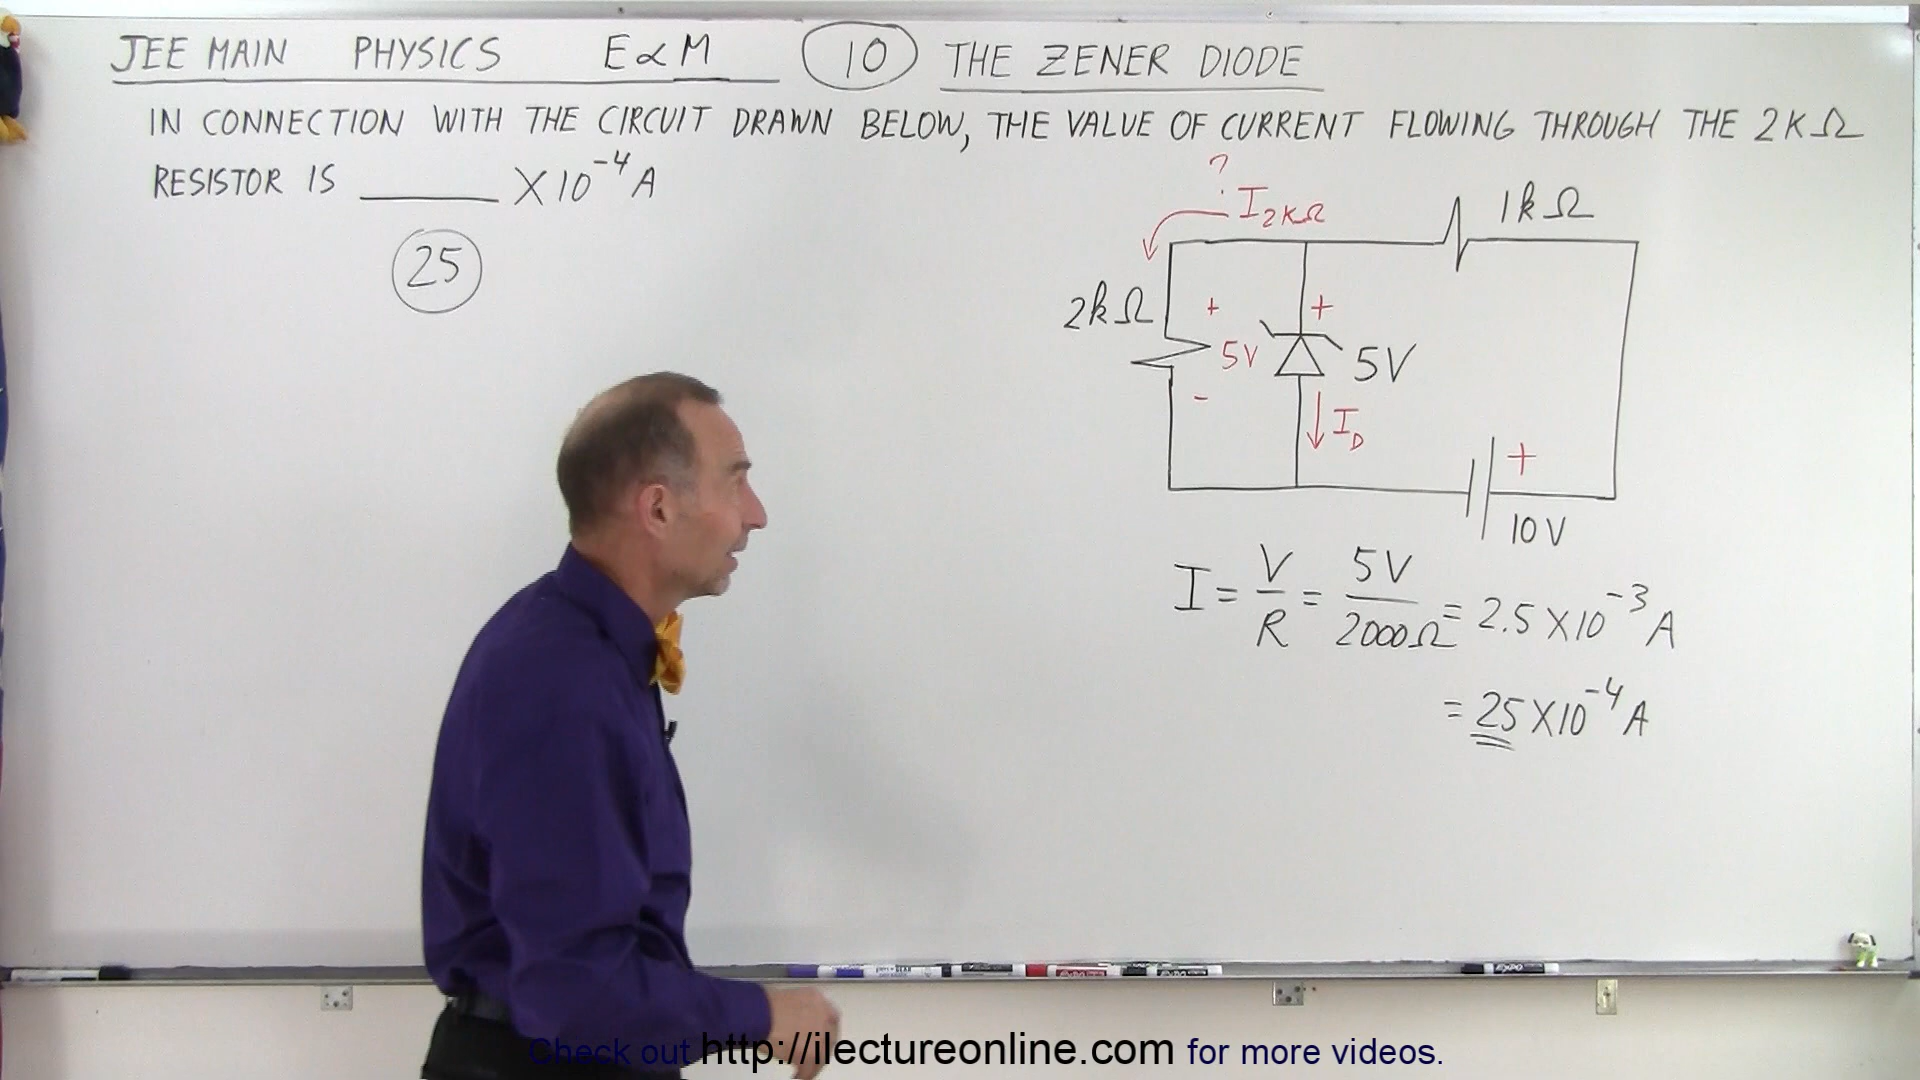 JEE MAIN PHYSICS E&M 10 THE ZENER DIODE
IN CONNECTION WITH THE CIRCUIT DRAWN BELOW, THE VALUE OF CURRENT FLOWING THROUGH THE 2KΩ
RESISTOR IS ______ X10⁻⁴A
25
?
I2KΩ
1kΩ
2kΩ
+ +
5V 5V
-
ID
+
10V
I = V/R = 5V/2000Ω = 2.5 X10⁻³ A
= 25 X10⁻⁴ A
EXPO
Check out http://ilectureonline.com for more videos.